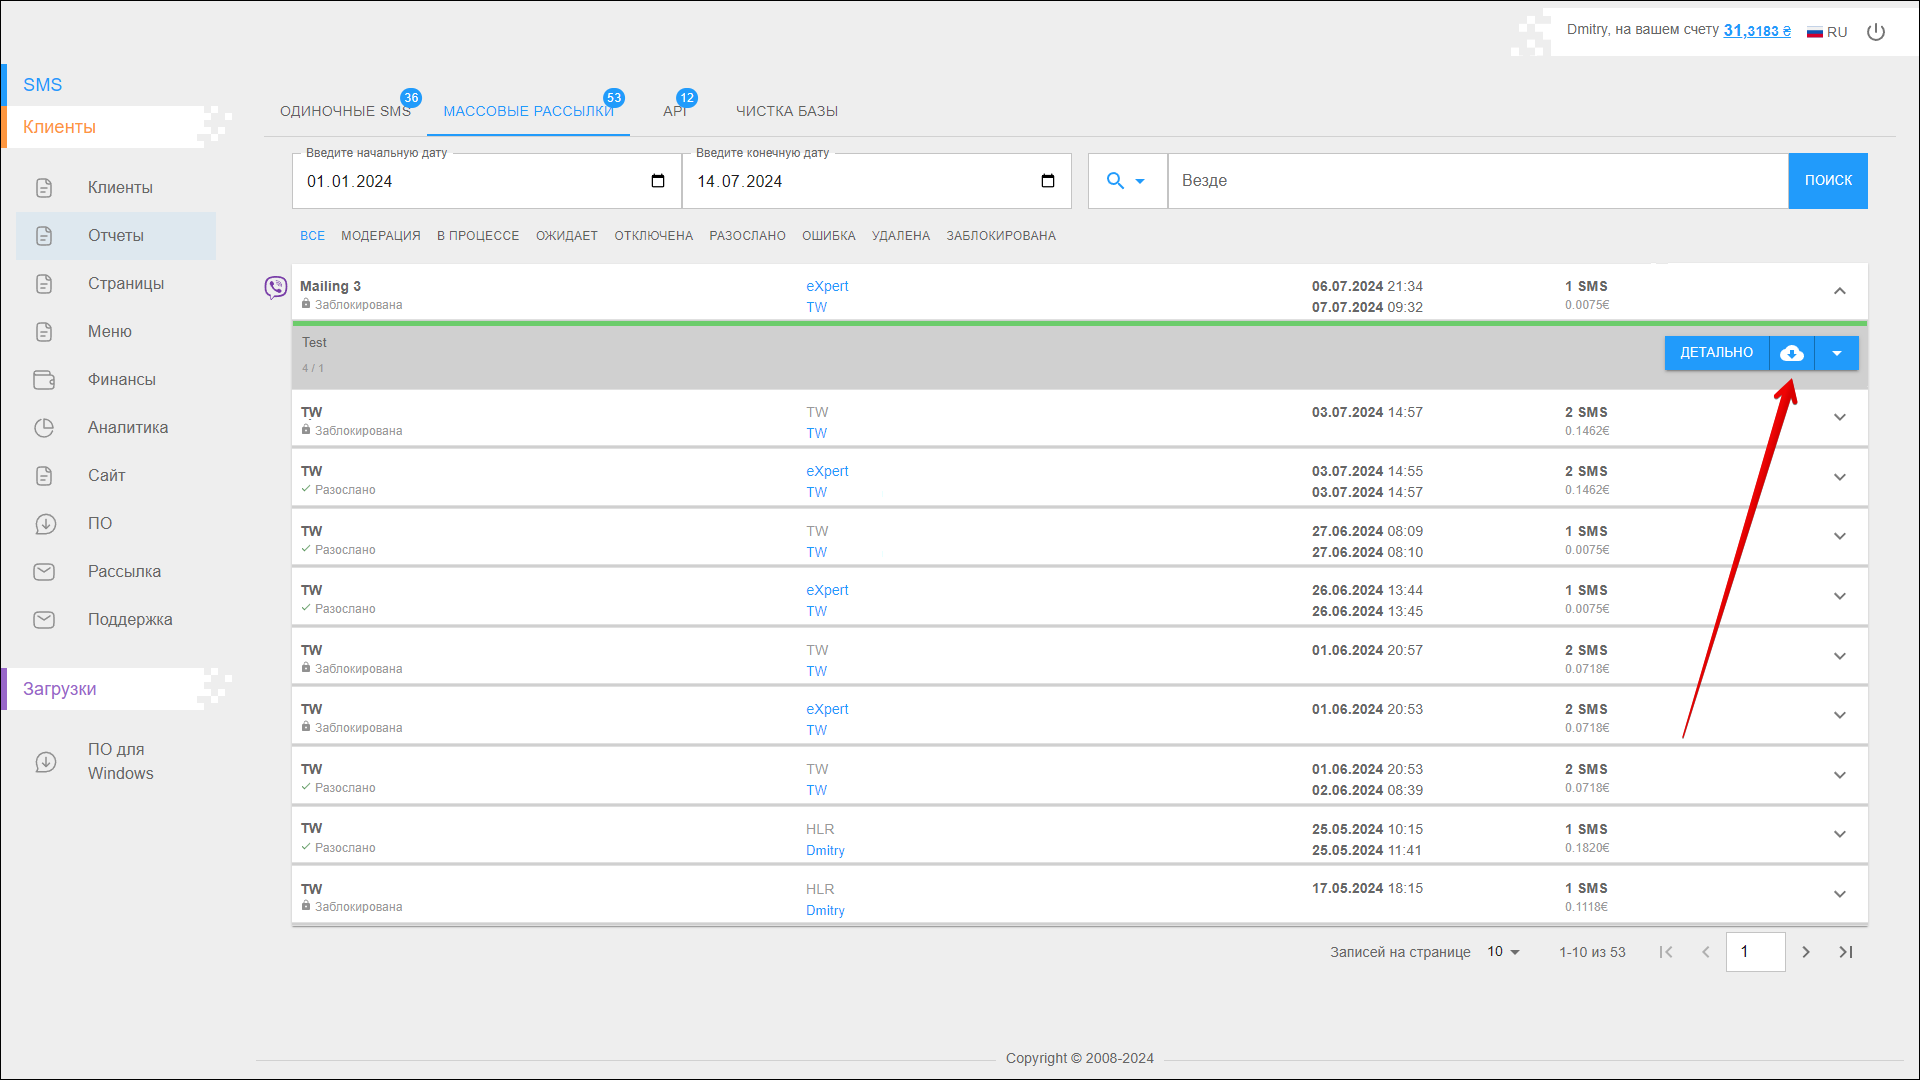 Dmitry, на вашем счету 31,3183 ₴ RU
SMS
Клиенты
Клиенты
Отчеты
Страницы
Меню
Финансы
Аналитика
Сайт
ПО
Рассылка
Поддержка
Загрузки
ПО для
Windows
ОДИНОЧНЫЕ SMS 36
МАССОВЫЕ РАССЫЛКИ 53
API 12
ЧИСТКА БАЗЫ
Введите начальную дату
01.01.2024
Введите конечную дату
14.07.2024
Везде
ПОИСК
ВСЕ МОДЕРАЦИЯ В ПРОЦЕССЕ ОЖИДАЕТ ОТКЛЮЧЕНА РАЗОСЛАНО ОШИБКА УДАЛЕНА ЗАБЛОКИРОВАНА
Mailing 3 eXpert 06.07.2024 21:34 1 SMS
Заблокирована TW 07.07.2024 09:32 0.0075€
Test
4 / 1
ДЕТАЛЬНО
TW TW 03.07.2024 14:57 2 SMS
Заблокирована TW 0.1462€
TW eXpert 03.07.2024 14:55 2 SMS
Разослано TW 03.07.2024 14:57 0.1462€
TW TW 27.06.2024 08:09 1 SMS
Разослано TW 27.06.2024 08:10 0.0075€
TW eXpert 26.06.2024 13:44 1 SMS
Разослано TW 26.06.2024 13:45 0.0075€
TW TW 01.06.2024 20:57 2 SMS
Заблокирована TW 0.0718€
TW eXpert 01.06.2024 20:53 2 SMS
Заблокирована TW 0.0718€
TW TW 01.06.2024 20:53 2 SMS
Разослано TW 02.06.2024 08:39 0.0718€
TW HLR 25.05.2024 10:15 1 SMS
Разослано Dmitry 25.05.2024 11:41 0.1820€
TW HLR 17.05.2024 18:15 1 SMS
Заблокирована Dmitry 0.1118€
Записей на странице 10 1-10 из 53 1
Copyright © 2008-2024